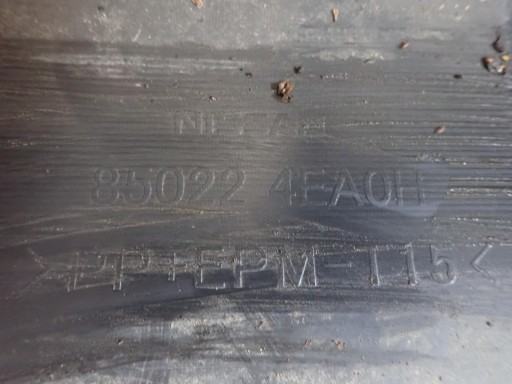 NISSAN
85022 4EA0H
>PP+EPM-T15<